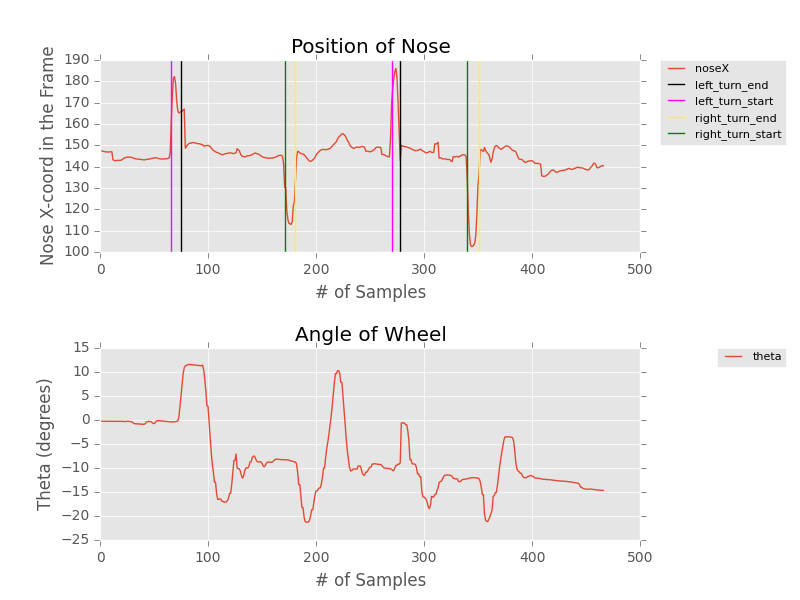 Position of Nose
Nose X-coord in the Frame
190
180
170
160
150
140
130
120
110
100
0 100 200 300 400 500
# of Samples
noseX
left_turn_end
left_turn_start
right_turn_end
right_turn_start
Angle of Wheel
Theta (degrees)
15
10
5
0
−5
−10
−15
−20
−25
0 100 200 300 400 500
# of Samples
theta